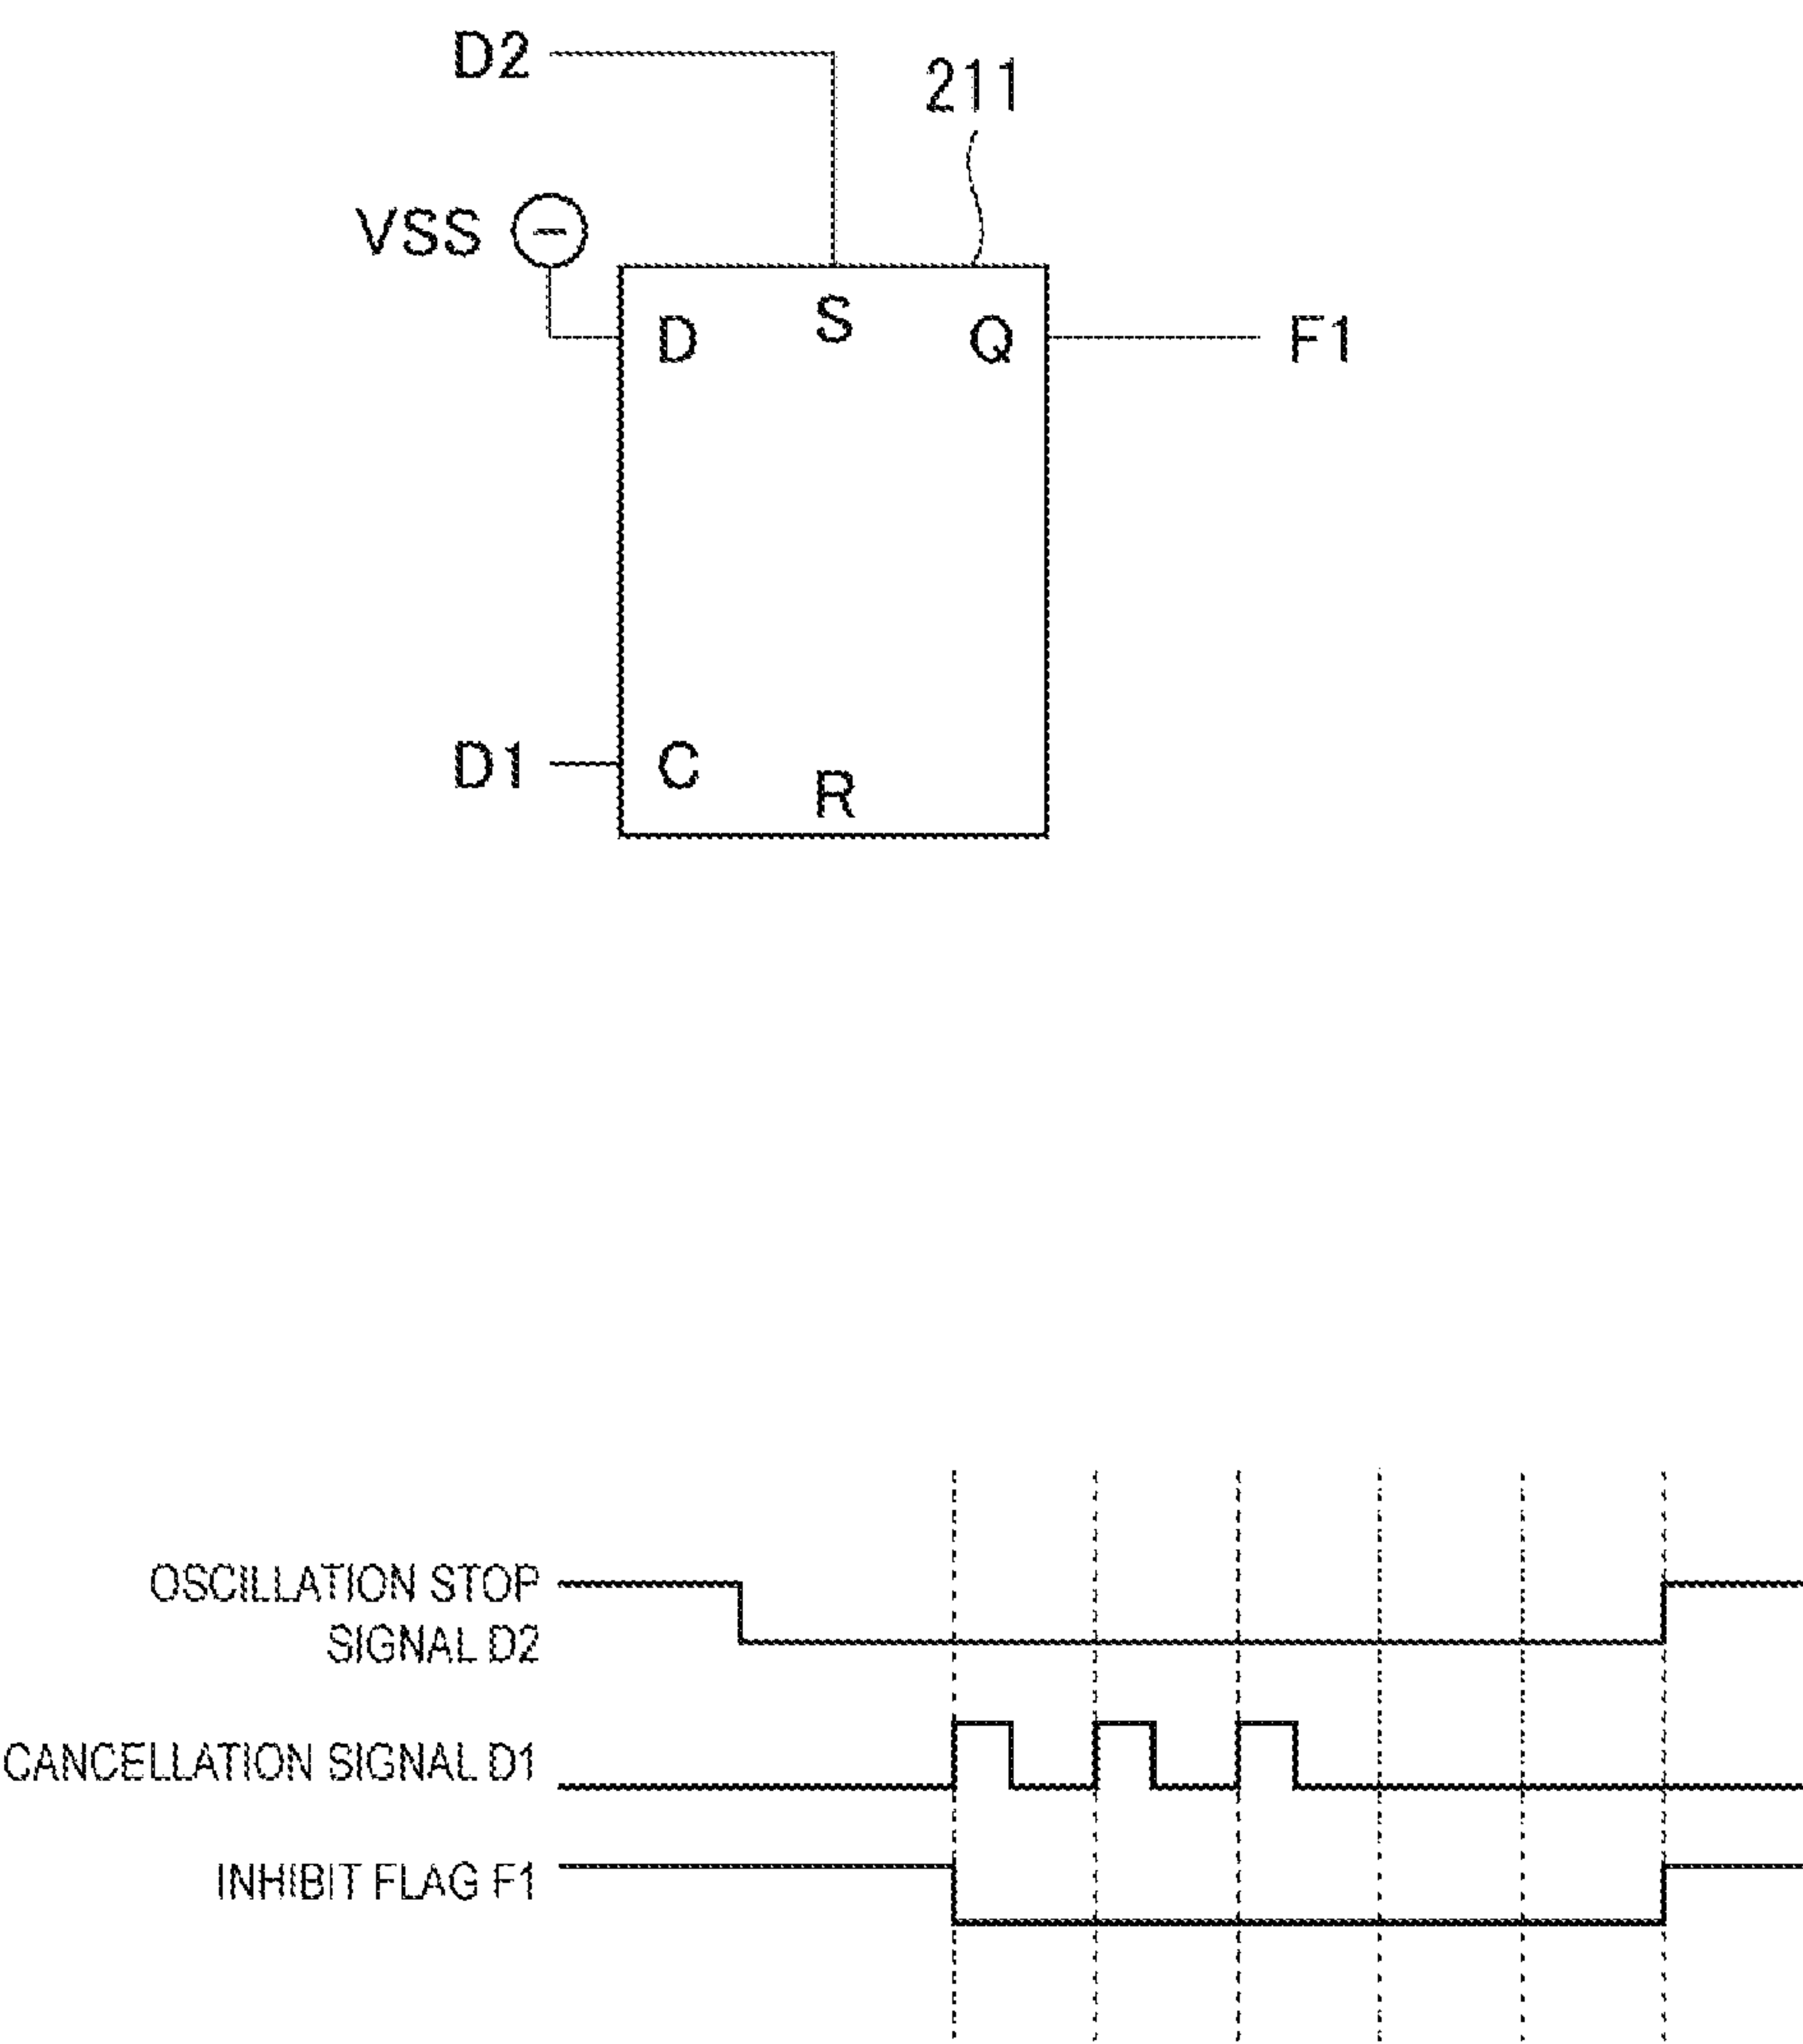 D2
211
VSS
D
S
Q
F1
D1
C
R
OSCILLATION STOP
SIGNAL D2
CANCELLATION SIGNAL D1
INHIBIT FLAG F1